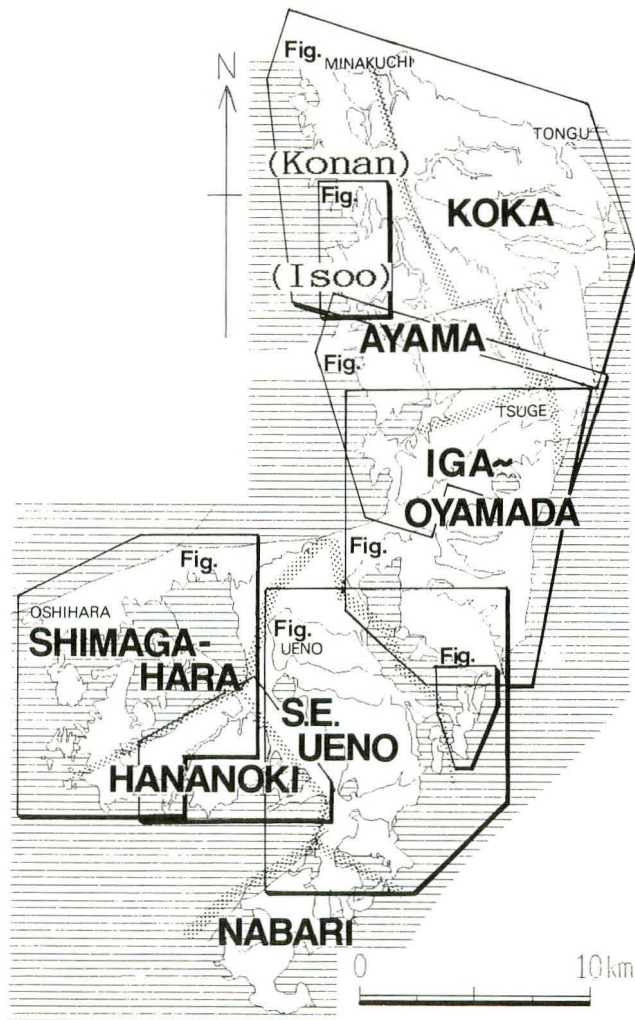 Fig.
MINAKUCHI
N
TONGU
(Konan)
Fig.
KOKA
(Isoo)
AYAMA
Fig.
TSUGE
IGA~
OYAMADA
Fig.
Fig.
OSHIHARA
SHIMAGA-
HARA
Fig.
UENO
Fig.
S.E.
UENO
HANANOKI
NABARI
0 10km